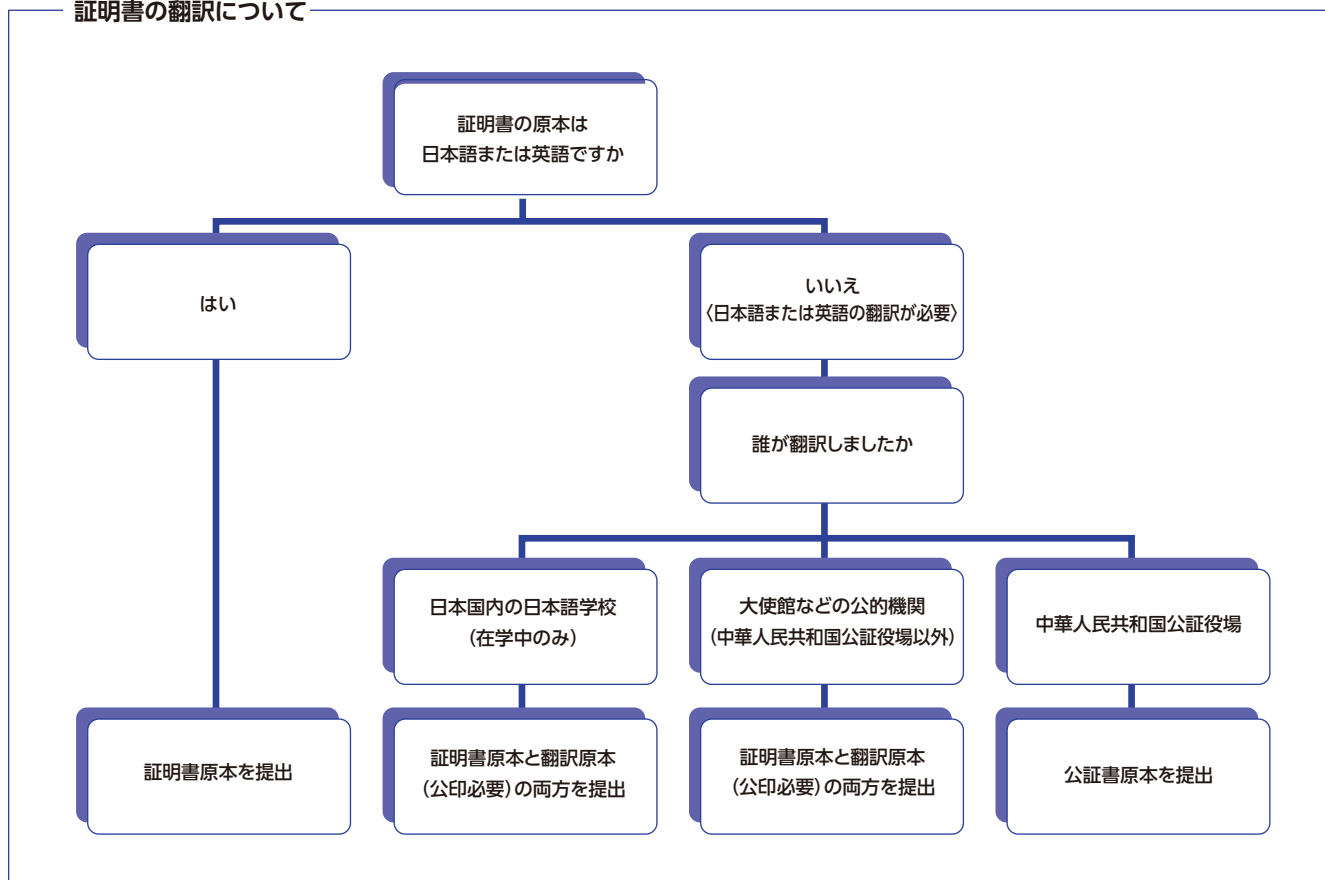 証明書の翻訳について
証明書の原本は
日本語または英語ですか
はい
いいえ
〈日本語または英語の翻訳が必要〉
誰が翻訳しましたか
日本国内の日本語学校
(在学中のみ)
大使館などの公的機関
(中華人民共和国公証役場以外)
中華人民共和国公証役場
証明書原本を提出
証明書原本と翻訳原本
(公印必要)の両方を提出
証明書原本と翻訳原本
(公印必要)の両方を提出
公証書原本を提出